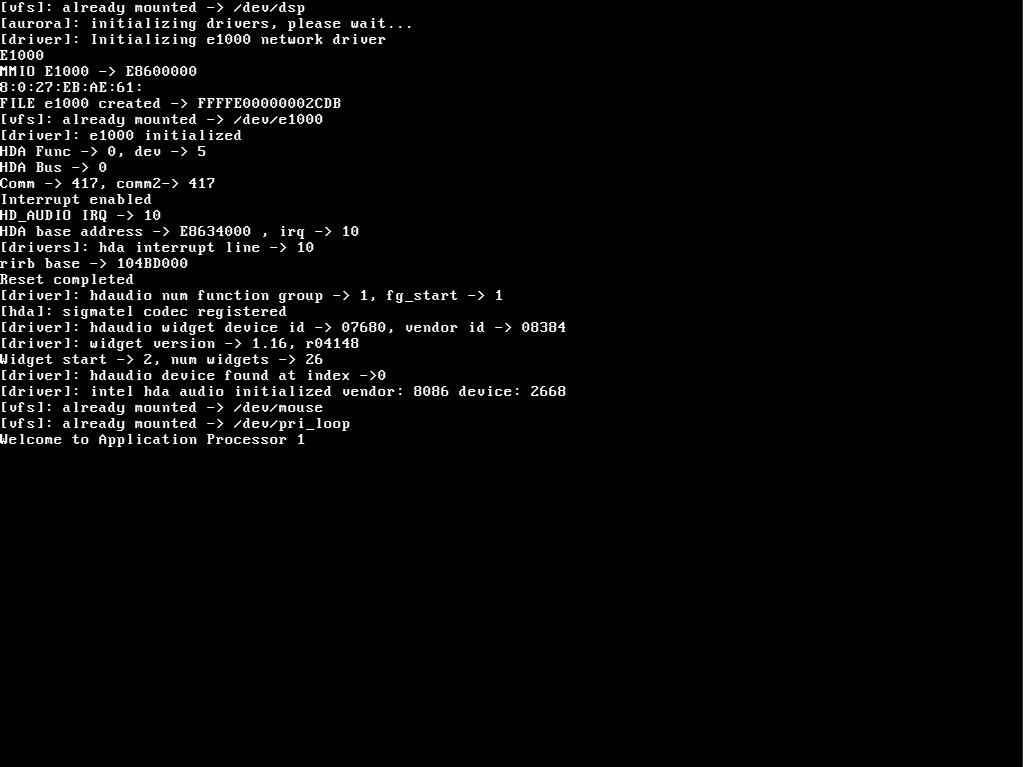 [vfs]: already mounted -> /dev/dsp
[aurora]: initializing drivers, please wait...
[driver]: Initializing e1000 network driver
E1000
MMIO E1000 -> E8600000
8:0:27:EB:AE:61:
FILE e1000 created -> FFFFE00000002CDB
[vfs]: already mounted -> /dev/e1000
[driver]: e1000 initialized
HDA Func -> 0, dev -> 5
HDA Bus -> 0
Comm -> 417, comm2-> 417
Interrupt enabled
HD_AUDIO IRQ -> 10
HDA base address -> E8634000 , irq -> 10
[drivers]: hda interrupt line -> 10
rirb base -> 104BD000
Reset completed
[driver]: hdaudio num function group -> 1, fg_start -> 1
[hda]: sigmatel codec registered
[driver]: hdaudio widget device id -> 07680, vendor id -> 08384
[driver]: widget version -> 1.16, r04148
Widget start -> 2, num widgets -> 26
[driver]: hdaudio device found at index ->0
[driver]: intel hda audio initialized vendor: 8086 device: 2668
[vfs]: already mounted -> /dev/mouse
[vfs]: already mounted -> /dev/pri_loop
Welcome to Application Processor 1